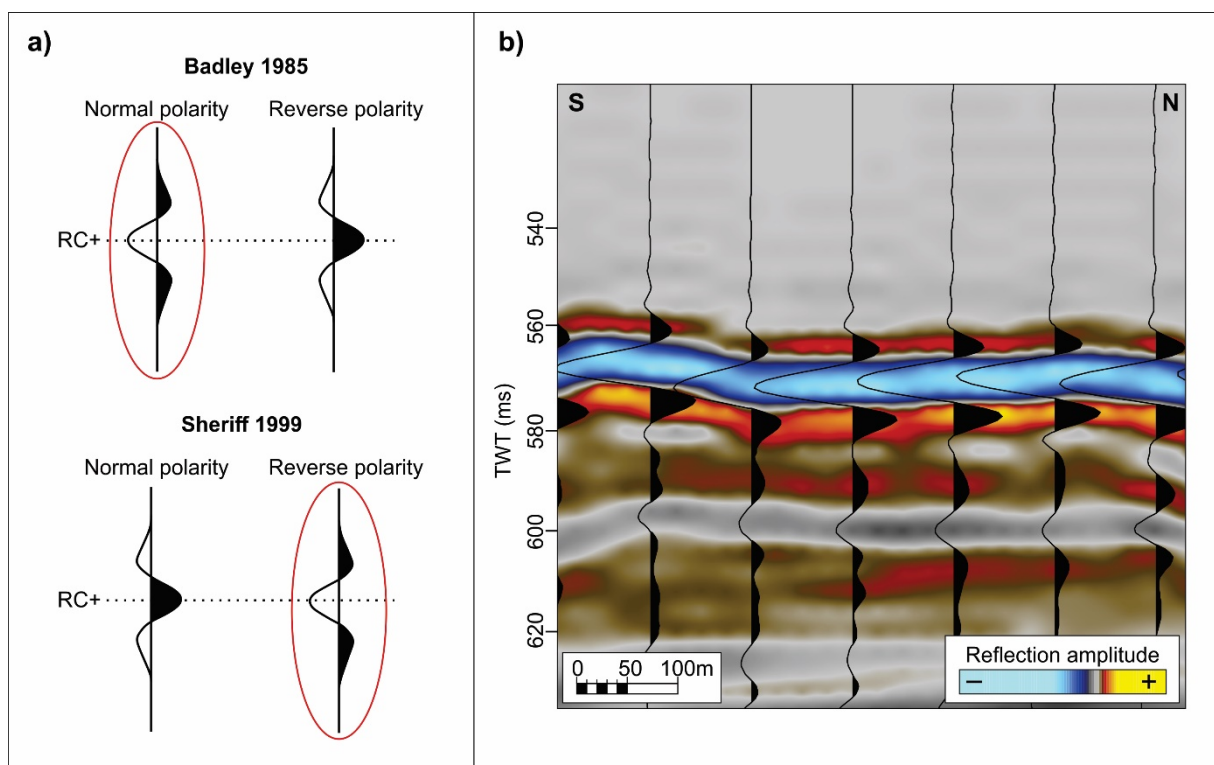 a)
Badley 1985
Normal polarity Reverse polarity
RC+
Sheriff 1999
Normal polarity Reverse polarity
RC+
b)
S N
TWT (ms)
540
560
580
600
620
0 50 100m
Reflection amplitude
− +